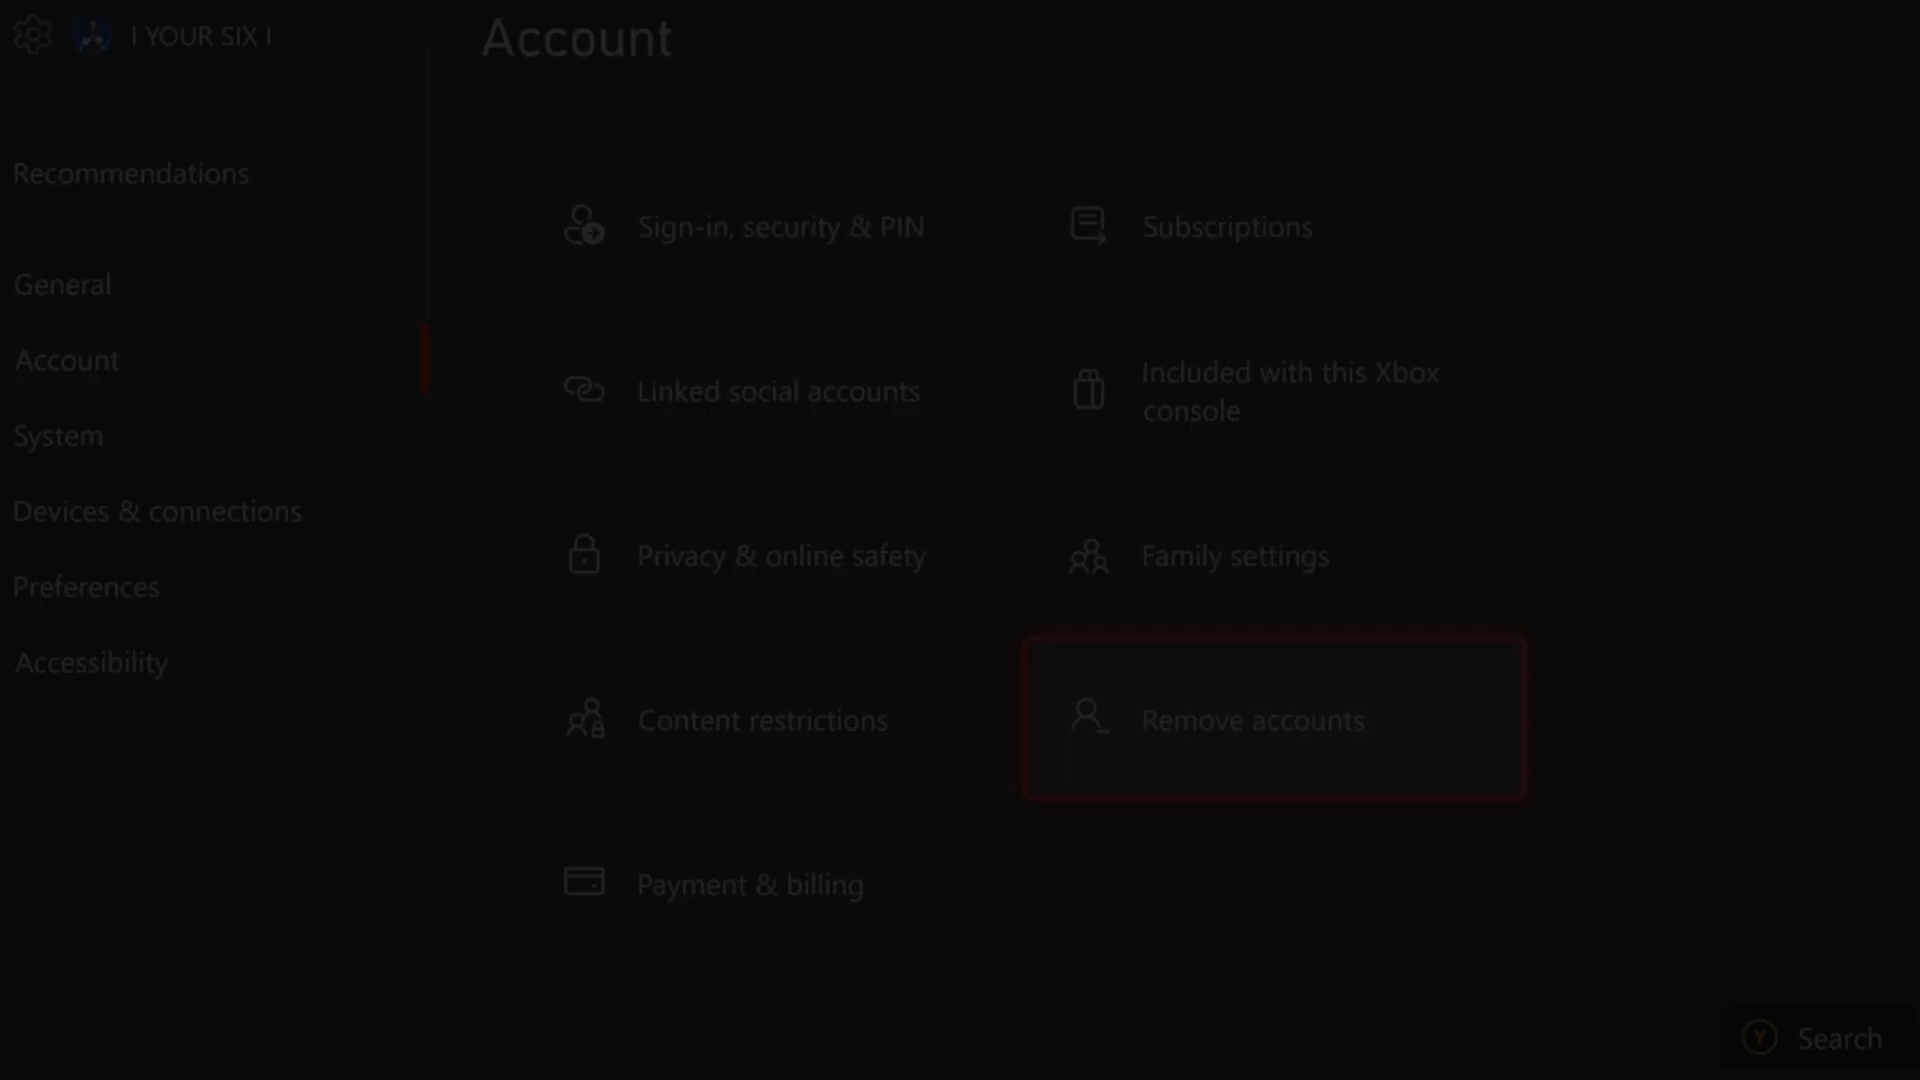 I YOUR SIX I
Account
Recommendations
General
Account
System
Devices & connections
Preferences
Accessibility
Sign-in, security & PIN
Subscriptions
Linked social accounts
Included with this Xbox
console
Privacy & online safety
Family settings
Content restrictions
Remove accounts
Payment & billing
Y Search